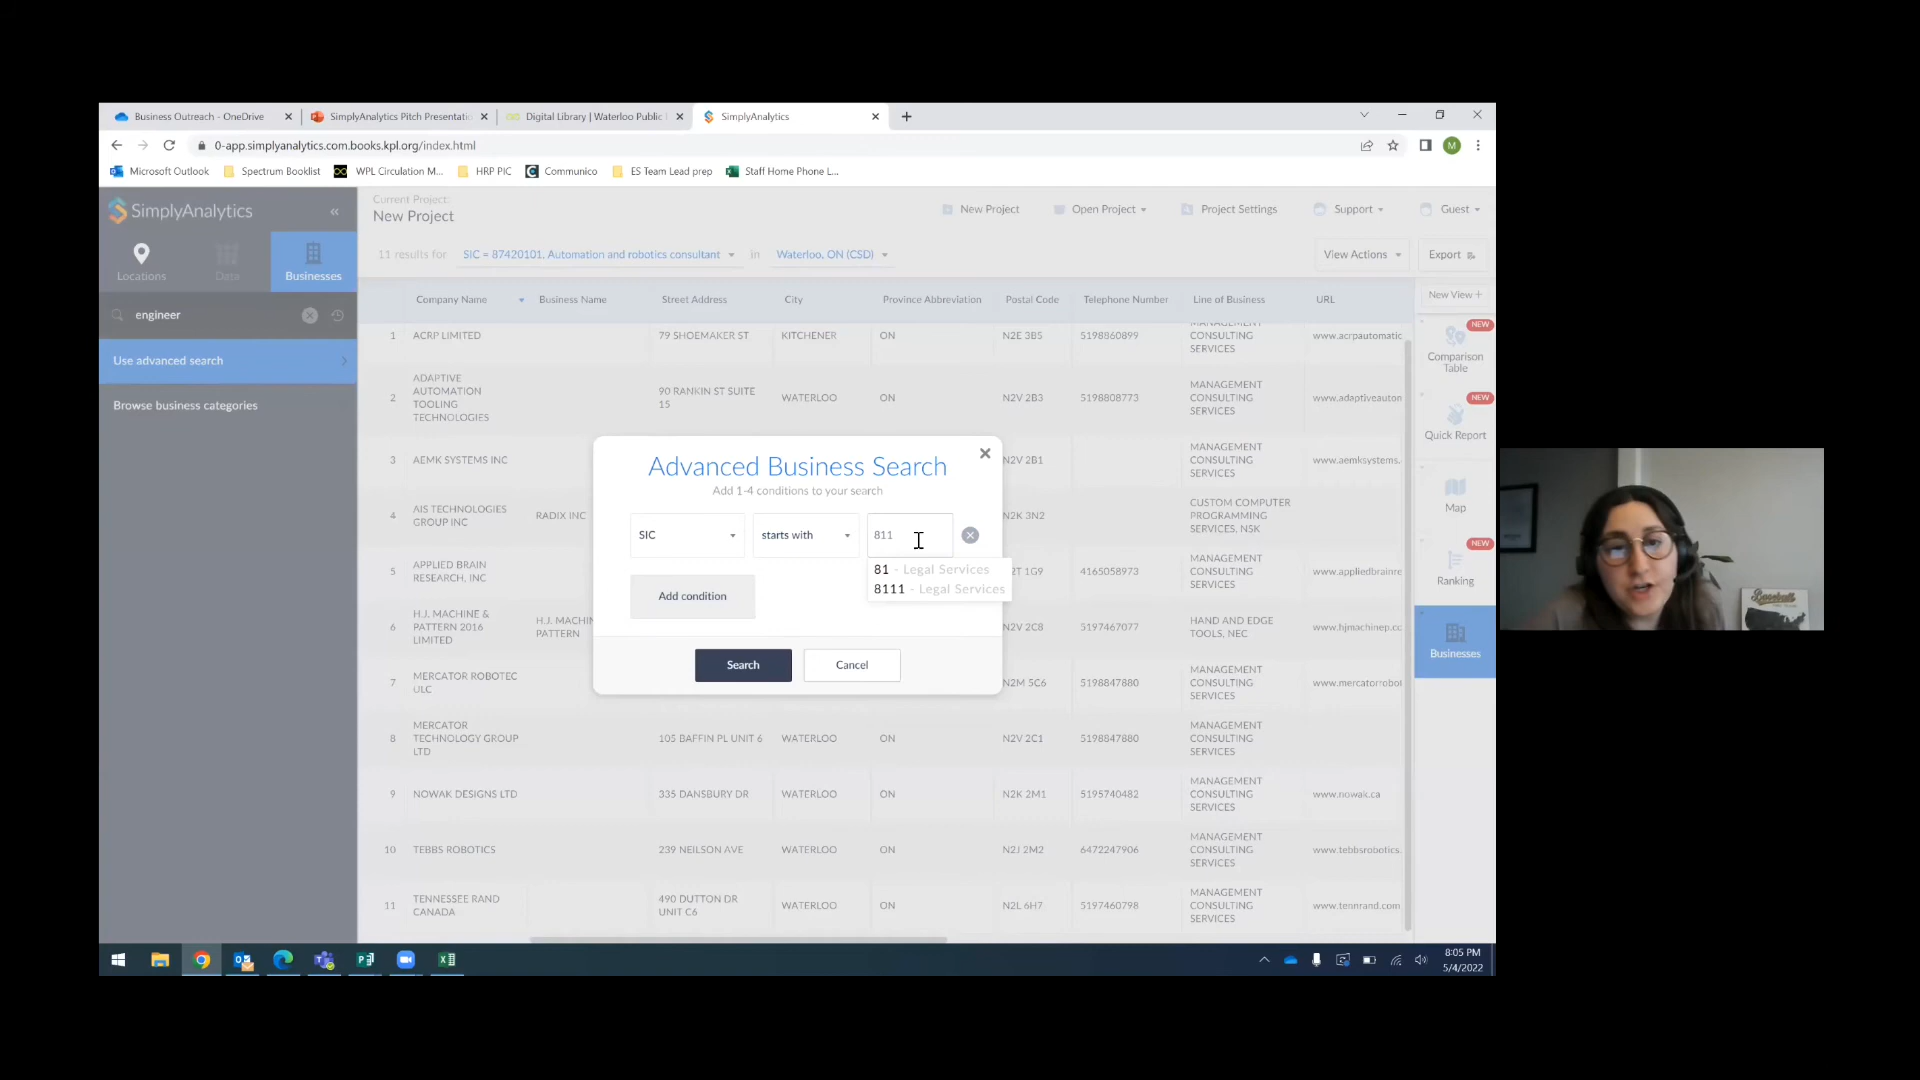 Business Outreach - OneDrive
SimplyAnalytics Pitch Presentatic
Digital Library | Waterloo Public
SimplyAnalytics
0-app.simplyanalytics.com.books.kpl.org/index.html
M
Microsoft Outlook
Spectrum Booklist
WPL Circulation M...
HRP PIC
Communico
ES Team Lead prep
Staff Home Phone L...
SimplyAnalytics
Locations
Data
Businesses
engineer
Use advanced search
Browse business categories
Current Project:
New Project
New Project
Open Project
Project Settings
Support
Guest
11 results for SIC = 87420101, Automation and robotics consultant in Waterloo, ON (CSD)
View Actions
Export
Company Name Business Name Street Address City Province Abbreviation Postal Code Telephone Number Line of Business URL
1 ACRP LIMITED 79 SHOEMAKER ST KITCHENER ON N2E 3B5 5198860899 MANAGEMENT CONSULTING SERVICES www.acrpautomatic
2 ADAPTIVE AUTOMATION TOOLING TECHNOLOGIES 90 RANKIN ST SUITE 15 WATERLOO ON N2V 2B3 5198808773 MANAGEMENT CONSULTING SERVICES www.adaptiveautom
3 AEMK SYSTEMS INC N2V 2B1 MANAGEMENT CONSULTING SERVICES www.aemksystems.
4 AIS TECHNOLOGIES GROUP INC RADIX INC N2K 3N2 CUSTOM COMPUTER PROGRAMMING SERVICES, NSK
5 APPLIED BRAIN RESEARCH, INC 2T 1G9 4165058973 MANAGEMENT CONSULTING SERVICES www.appliedbrainre
6 H.J. MACHINE & PATTERN 2016 LIMITED H.J. MACHIN PATTERN N2V 2C8 5197467077 HAND AND EDGE TOOLS, NEC www.hjmachinep.cc
7 MERCATOR ROBOTEC ULC N2M 5C6 5198847880 MANAGEMENT CONSULTING SERVICES www.mercatorrobot
8 MERCATOR TECHNOLOGY GROUP LTD 105 BAFFIN PL UNIT 6 WATERLOO ON N2V 2C1 5198847880 MANAGEMENT CONSULTING SERVICES
9 NOWAK DESIGNS LTD 335 DANSBURY DR WATERLOO ON N2K 2M1 5195740482 MANAGEMENT CONSULTING SERVICES www.nowak.ca
10 TEBBS ROBOTICS 239 NEILSON AVE WATERLOO ON N2J 2M2 6472247906 MANAGEMENT CONSULTING SERVICES www.tebbsrobotics.
11 TENNESSEE RAND CANADA 490 DUTTON DR UNIT C6 WATERLOO ON N2L 6H7 5197460798 MANAGEMENT CONSULTING SERVICES www.tennrand.com
Advanced Business Search
Add 1-4 conditions to your search
SIC
starts with
811
81 - Legal Services
8111 - Legal Services
Add condition
Search
Cancel
New View +
NEW
Comparison
Table
NEW
Quick Report
Map
NEW
Ranking
Businesses
Baseball
8:05 PM
5/4/2022